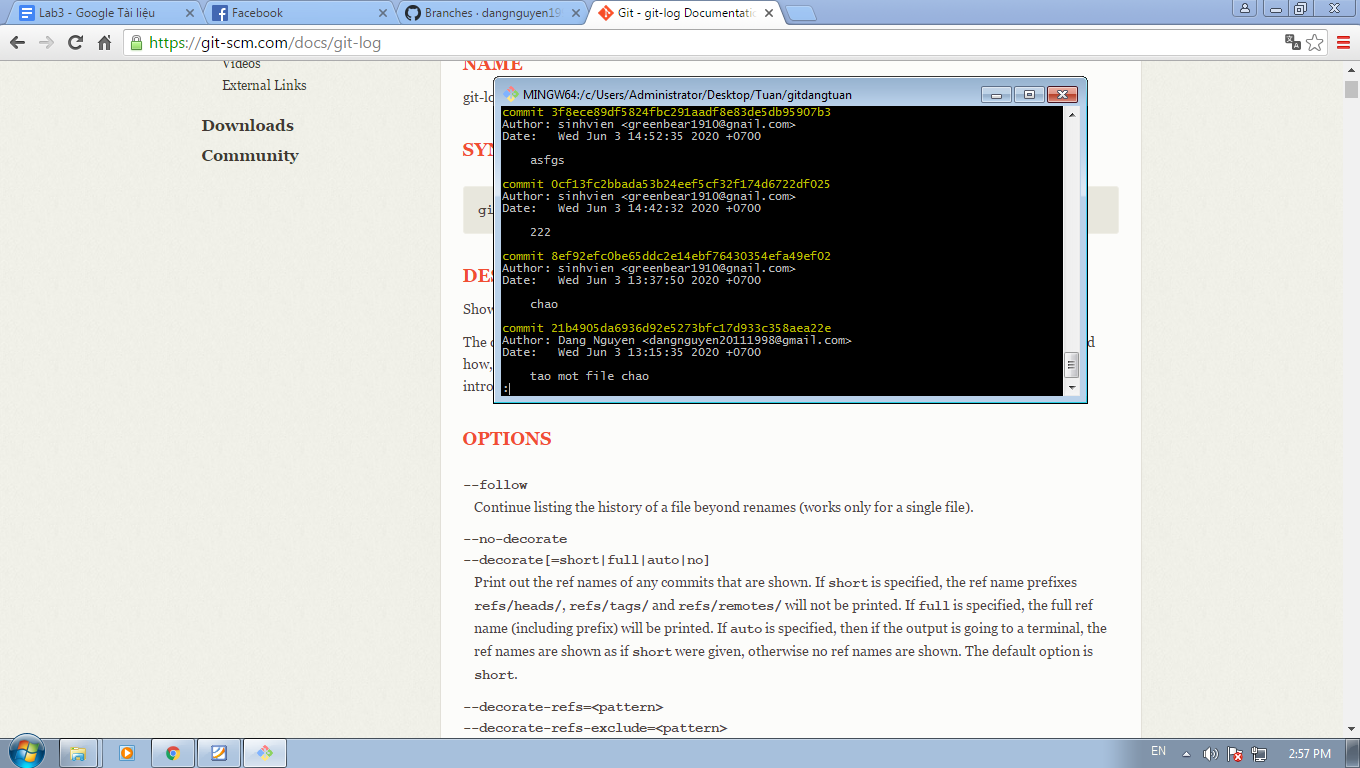 Lab3 - Google Tài liệu
Facebook
Branches · dangnguyen19
Git - git-log Documentatio
https://git-scm.com/docs/git-log
Videos
External Links
Downloads
Community
NAME
git-lo
SYN
gi
DES
Show
The c
d
how,
intro
MINGW64:/c/Users/Administrator/Desktop/Tuan/gitdangtuan
commit 3f8ece89df5824fbc291aadf8e83de5db95907b3
Author: sinhvien <greenbear1910@gnail.com>
Date:   Wed Jun 3 14:52:35 2020 +0700
asfgs
commit 0cf13fc2bbada53b24eef5cf32f174d6722df025
Author: sinhvien <greenbear1910@gnail.com>
Date:   Wed Jun 3 14:42:32 2020 +0700
222
commit 8ef92efc0be65ddc2e14ebf76430354efa49ef02
Author: sinhvien <greenbear1910@gnail.com>
Date:   Wed Jun 3 13:37:50 2020 +0700
chao
commit 21b4905da6936d92e5273bfc17d933c358aea22e
Author: Dang Nguyen <dangnguyen20111998@gmail.com>
Date:   Wed Jun 3 13:15:35 2020 +0700
tao mot file chao
:
OPTIONS
--follow
Continue listing the history of a file beyond renames (works only for a single file).
--no-decorate
--decorate[=short|full|auto|no]
Print out the ref names of any commits that are shown. If short is specified, the ref name prefixes
refs/heads/, refs/tags/ and refs/remotes/ will not be printed. If full is specified, the full ref
name (including prefix) will be printed. If auto is specified, then if the output is going to a terminal, the
ref names are shown as if short were given, otherwise no ref names are shown. The default option is
short.
--decorate-refs=<pattern>
--decorate-refs-exclude=<pattern>
EN
2:57 PM